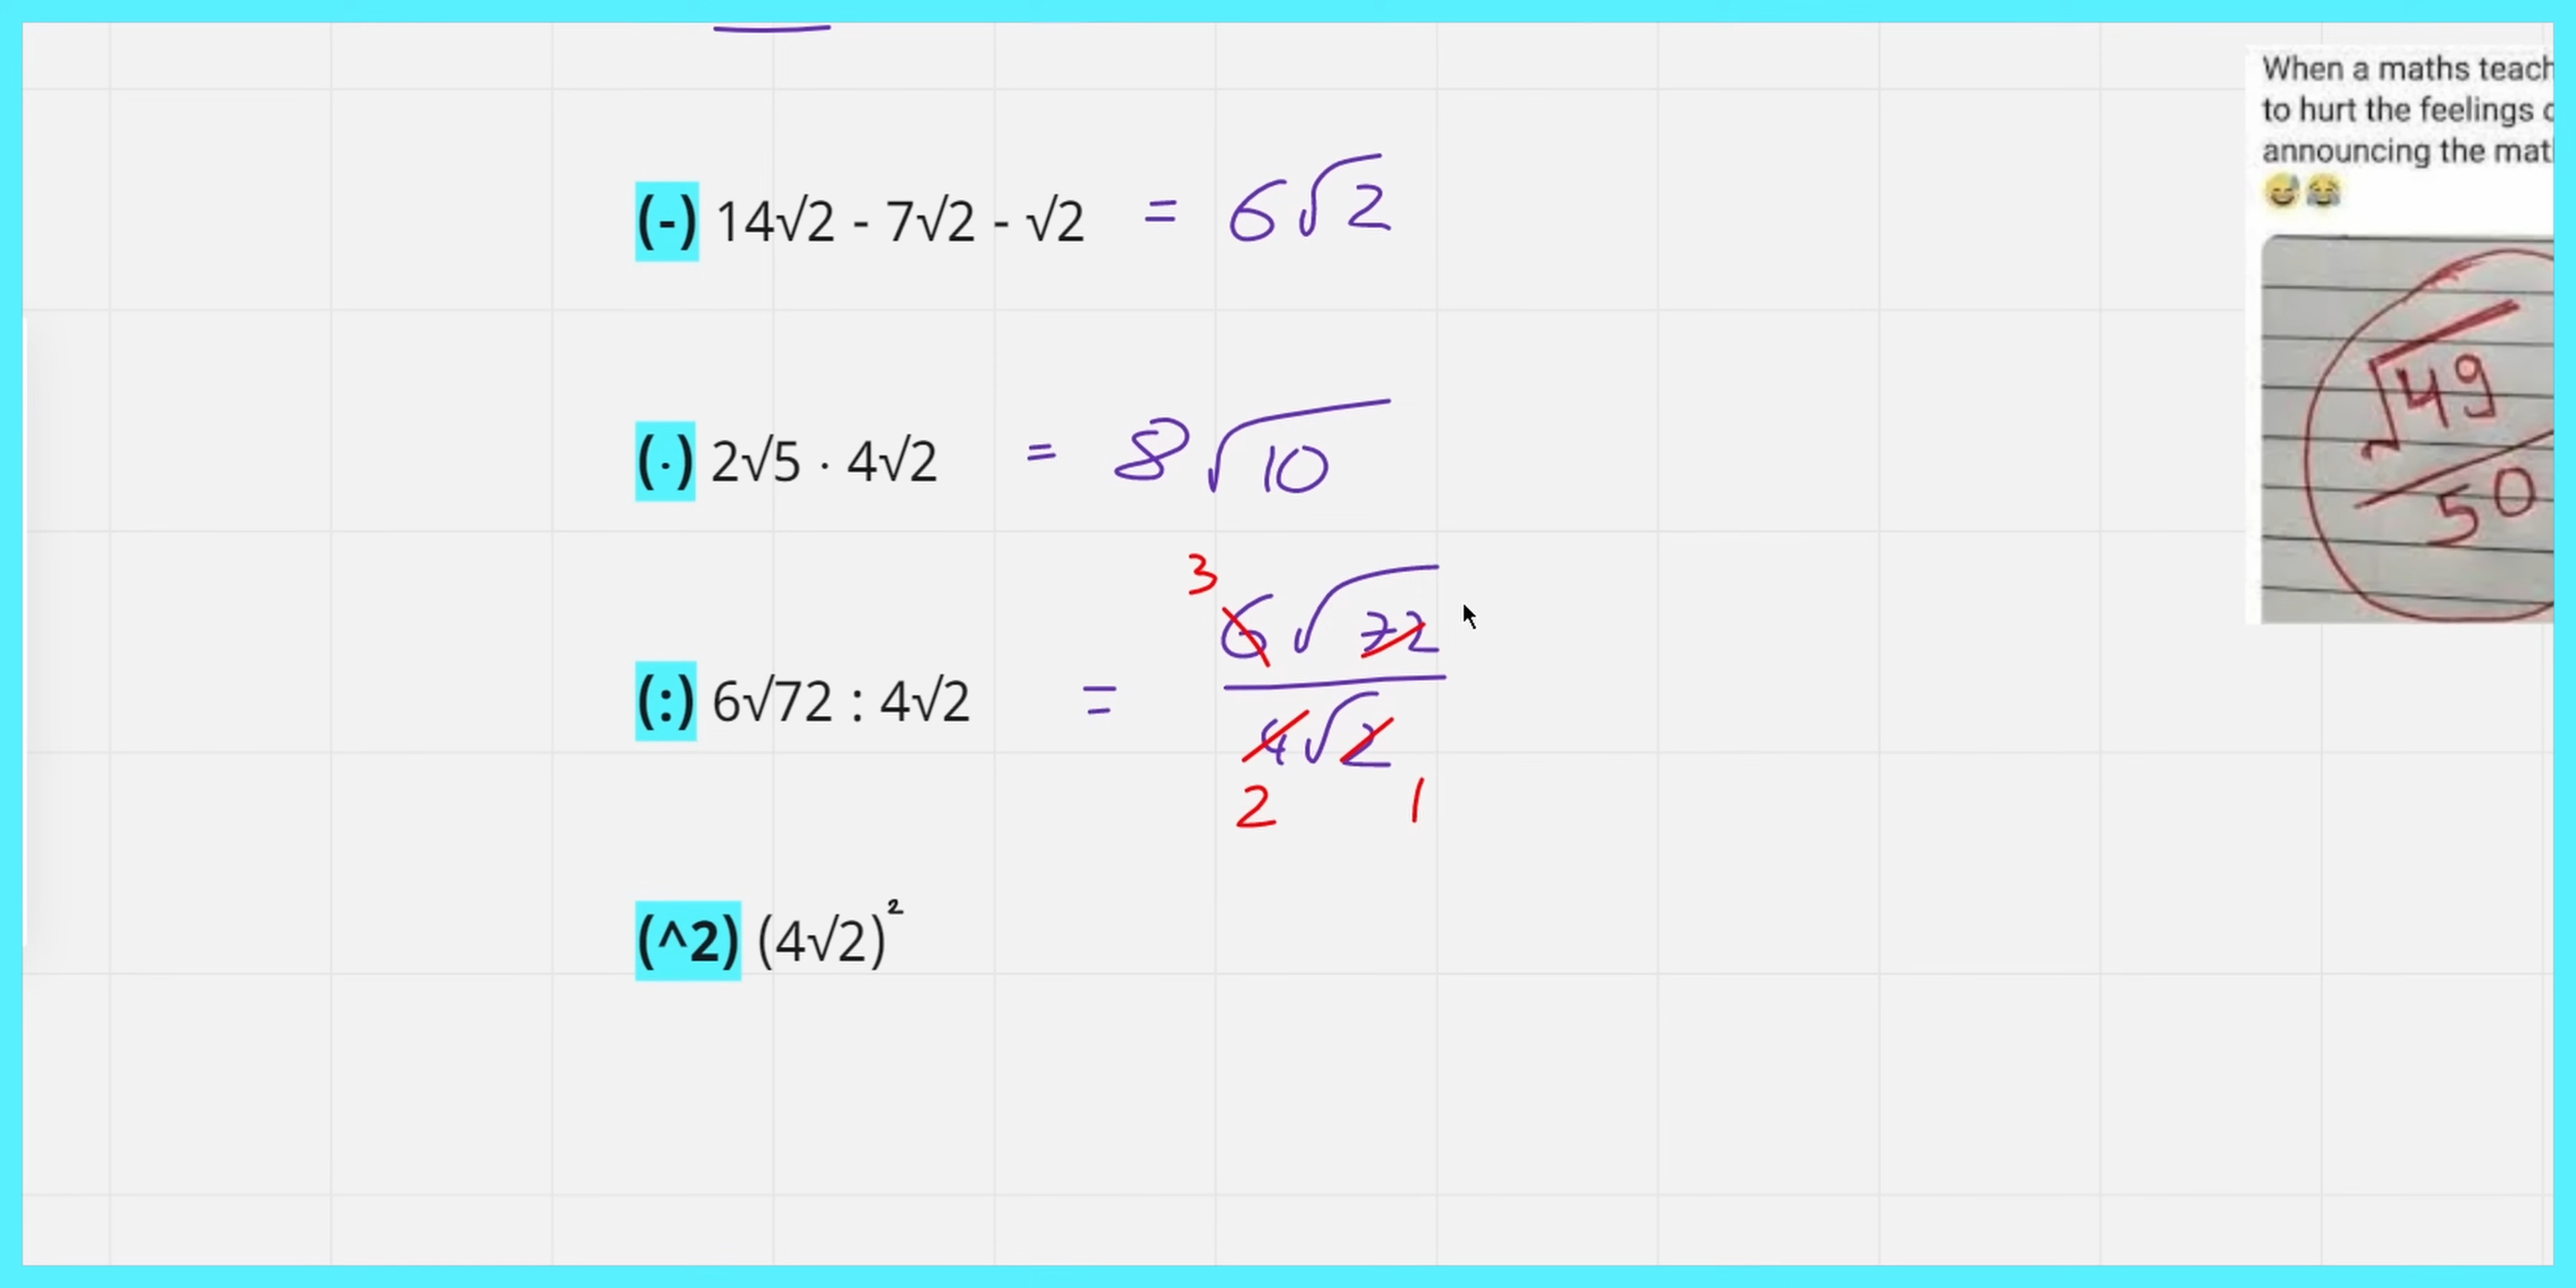 When a maths teach
to hurt the feelings
announcing the mat
😅😂
(-) 14√2 - 7√2 - √2 = 6√2
√49
50
(·) 2√5 · 4√2 = 8√10
3
6√72
(:) 6√72 : 4√2 =
4√2
2 1
(^2) (4√2)²